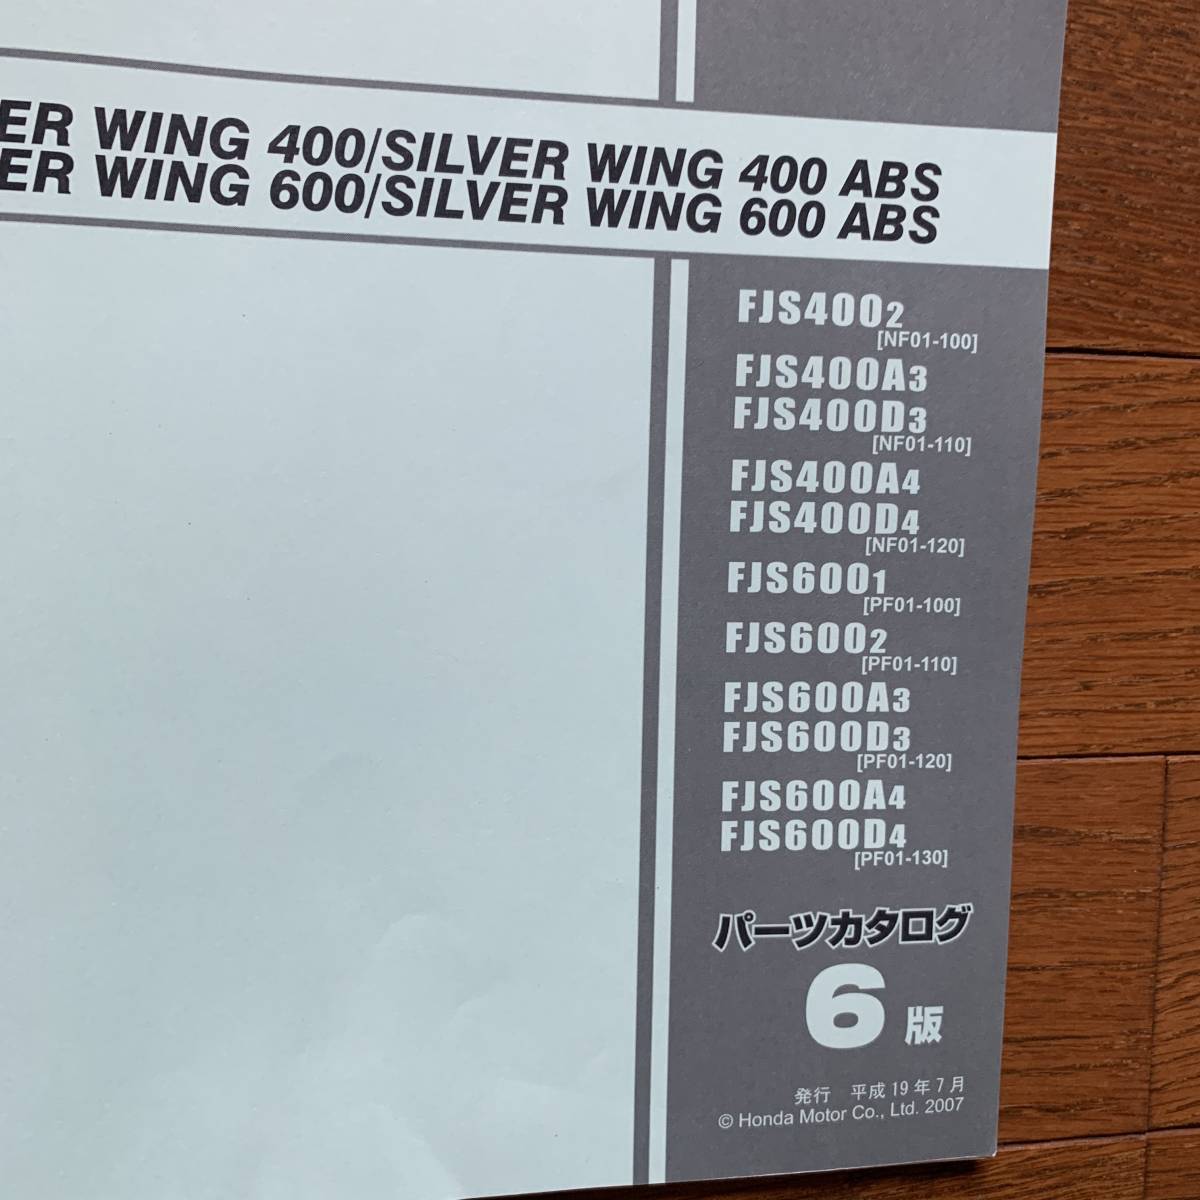 ER WING 400/SILVER WING 400 ABS
ER WING 600/SILVER WING 600 ABS
FJS4002
[NF01-100]
FJS400A3
FJS400D3
[NF01-110]
FJS400A4
FJS400D4
[NF01-120]
FJS6001
[PF01-100]
FJS6002
[PF01-110]
FJS600A3
FJS600D3
[PF01-120]
FJS600A4
FJS600D4
[PF01-130]
パーツカタログ
6版
発行 平成19年7月
© Honda Motor Co., Ltd. 2007